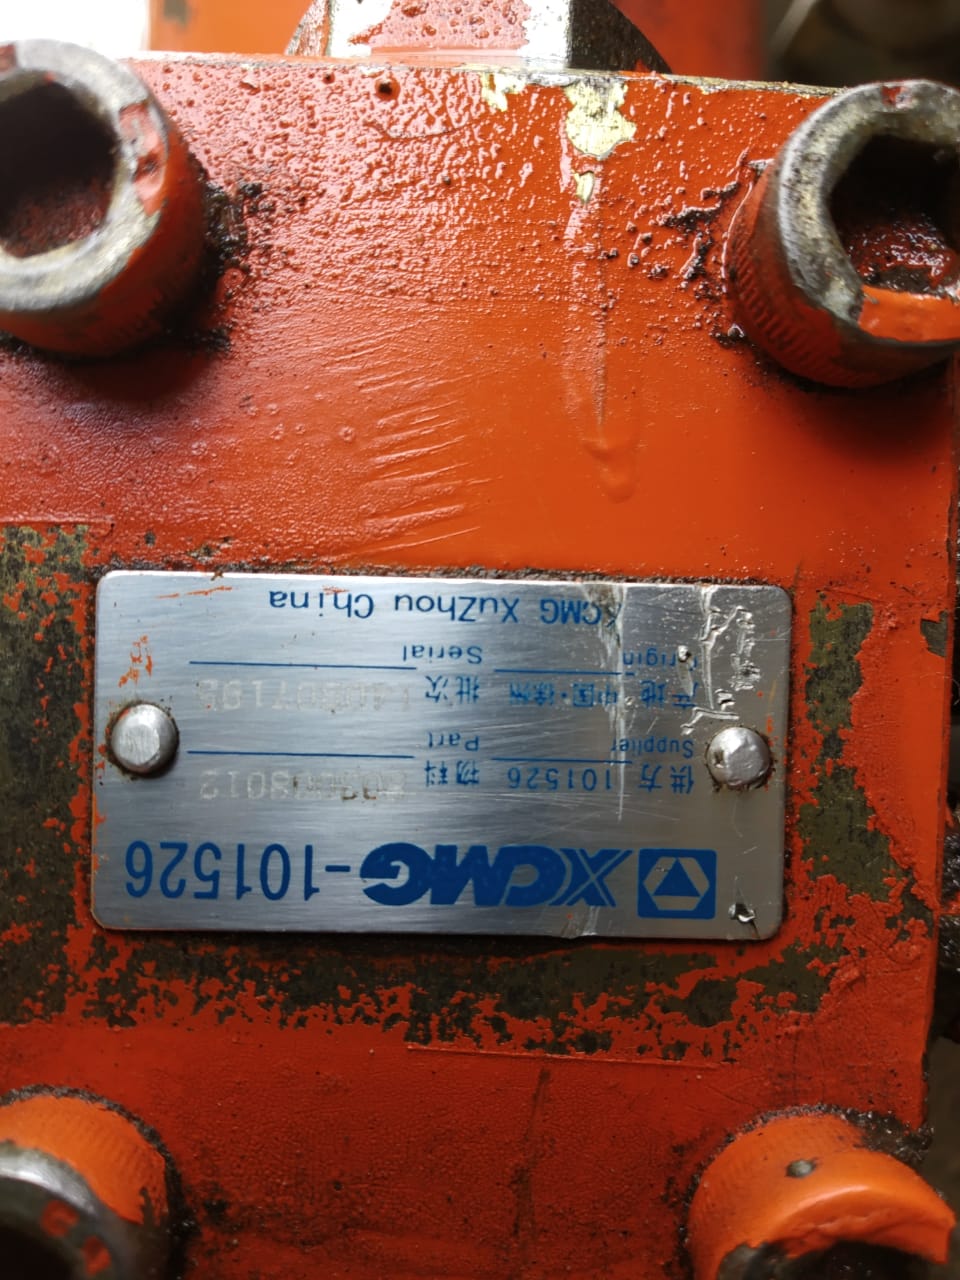 XCMG-101526
供方 101526 物料
Supplier Part
产地 中国·徐州 批次
Origin Serial
XCMG XuZhou China